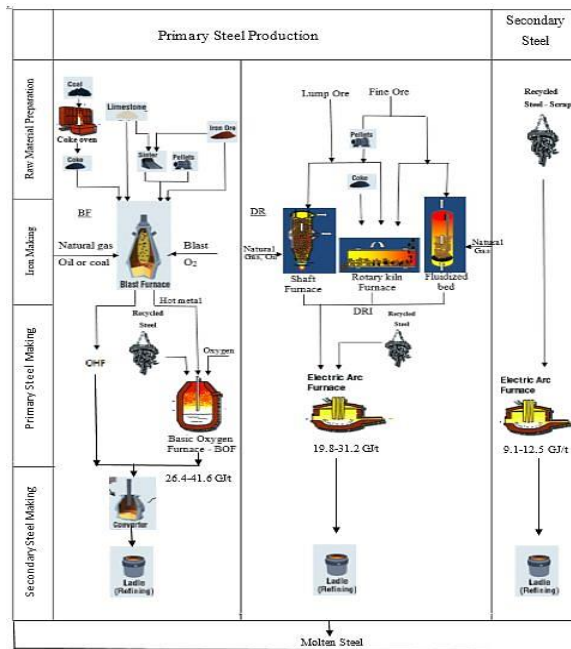 Primary Steel Production
Secondary
Steel
Raw Material Preparation
Coal
Coke oven
Coke
Limestone
Sinter
Pellets
Iron Ore
Lump Ore
Fine Ore
Pellets
Coke
Recycled
Steel - Scrap
Iron Making
BF
Natural gas
Oil or coal
Blast
O₂
Blast Furnace
Hot metal
DR
Natural
Gas, Oil
Shaft
Furnace
Rotary kiln
Furnace
Fluidized
bed
Natural
Gas
DRI
Primary Steel Making
Recycled
Steel
Oxygen
OHF
Basic Oxygen
Furnace - BOF
26.4-41.6 GJ/t
Recycled
Steel
Electric Arc
Furnace
19.8-31.2 GJ/t
Electric Arc
Furnace
9.1-12.5 GJ/t
Secondary Steel Making
Converter
Ladle
(Refining)
Ladle
(Refining)
Ladle
(Refining)
Molten Steel